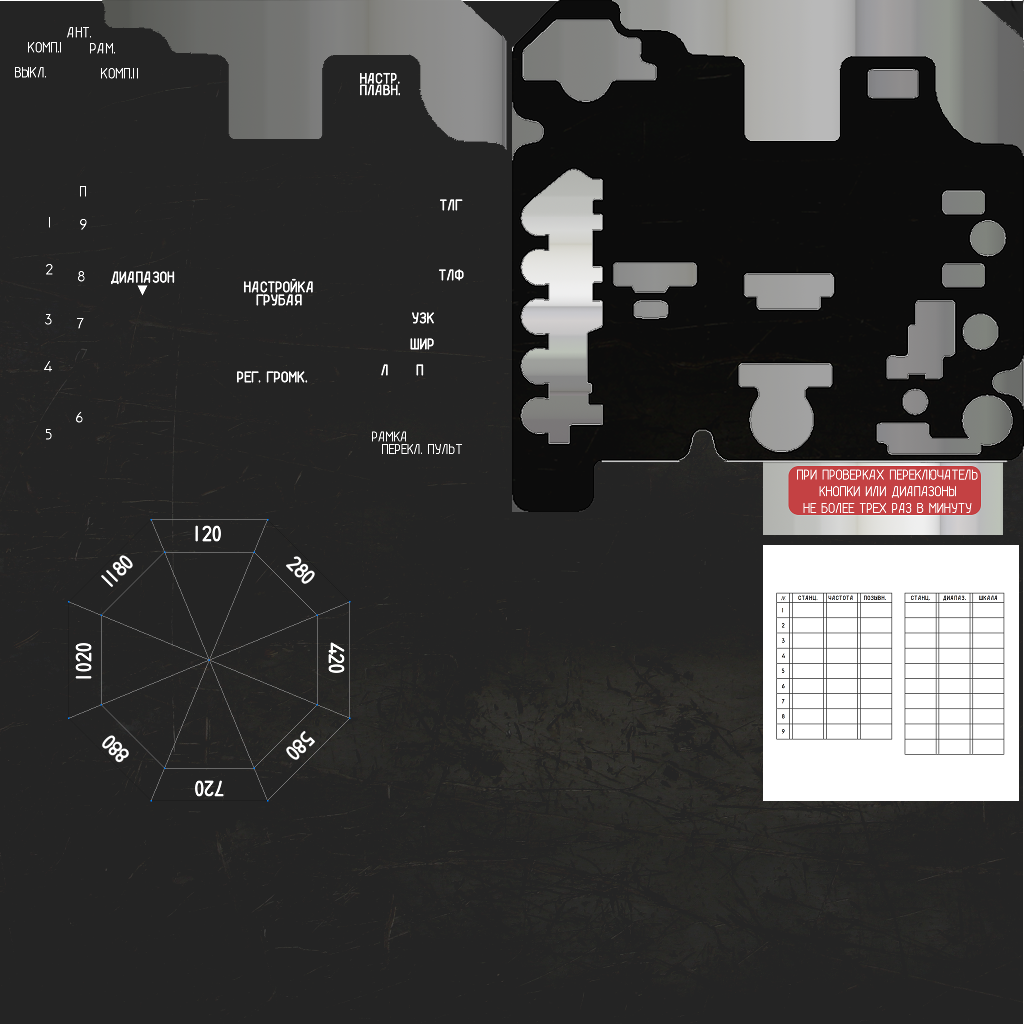 АНТ.
КОМП.I РАМ.
ВЫКЛ. КОМП.II
НАСТР.
ПЛАВН.
П
1 9
2 8
3 7
4
6
5
ДИАПАЗОН
▼
НАСТРОЙКА
ГРУБАЯ
РЕГ. ГРОМК.
ТЛГ
ТЛФ
УЗК
ШИР
Л П
РАМКА
ПЕРЕКЛ. ПУЛЬТ
ПРИ ПРОВЕРКАХ ПЕРЕКЛЮЧАТЕЛЬ
КНОПКИ ИЛИ ДИАПАЗОНЫ
НЕ БОЛЕЕ ТРЕХ РАЗ В МИНУТУ
120
280
420
580
720
880
1020
1180
№ СТАНЦ. ЧАСТОТА ПОЗЫВН.
1
2
3
4
5
6
7
8
9
СТАНЦ. ДИАПАЗ. ШКАЛА